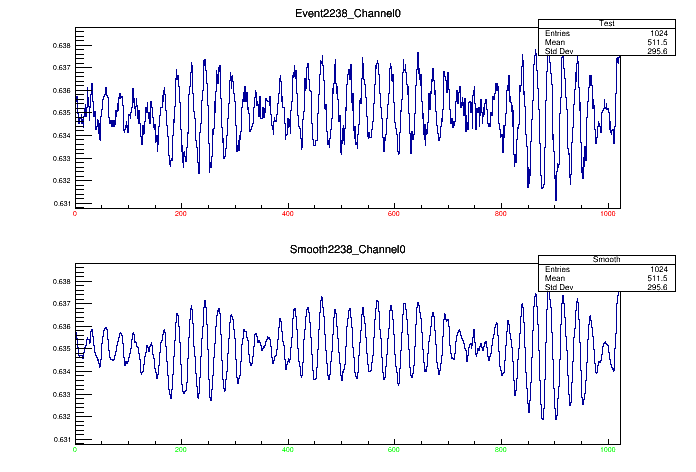 Event2238_Channel0
Test
Entries 1024
Mean 511.5
Std Dev 295.6
0.638
0.637
0.636
0.635
0.634
0.633
0.632
0.631
0 200 400 600 800 1000
Smooth2238_Channel0
Smooth
Entries 1024
Mean 511.5
Std Dev 295.6
0.638
0.637
0.636
0.635
0.634
0.633
0.632
0.631
0 200 400 600 800 1000